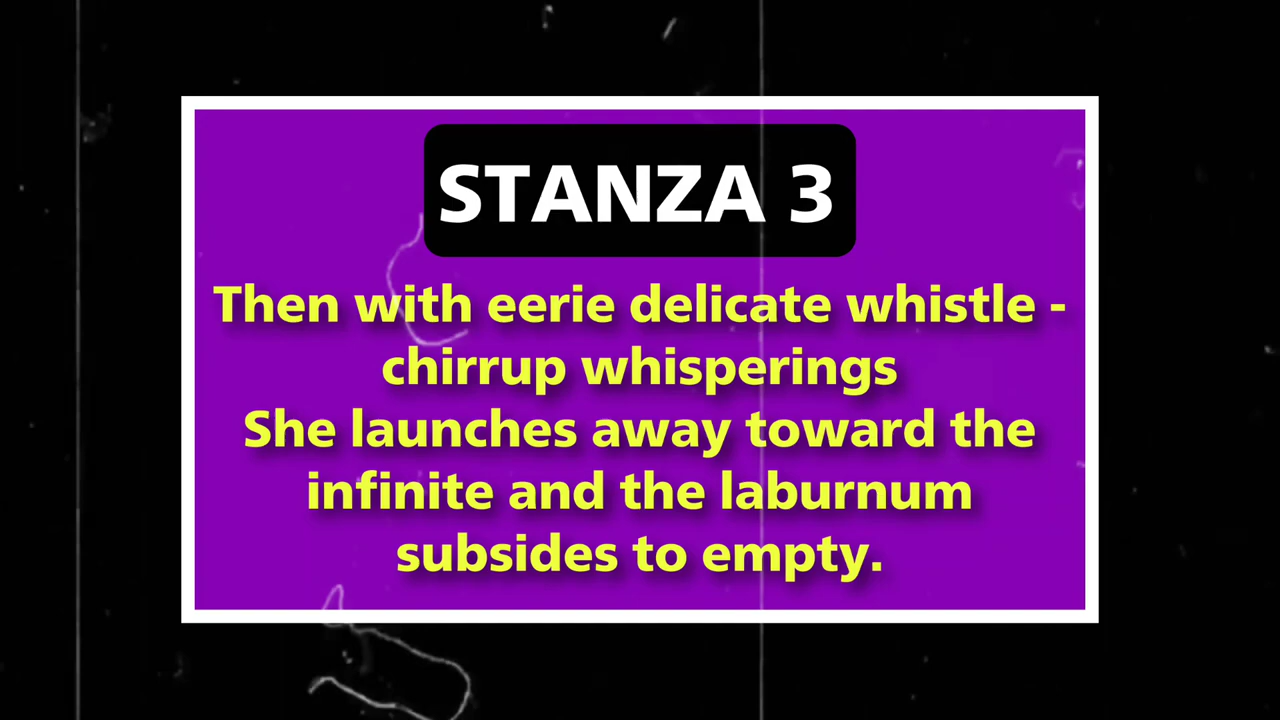 STANZA 3
Then with eerie delicate whistle -
chirrup whisperings
She launches away toward the
infinite and the laburnum
subsides to empty.